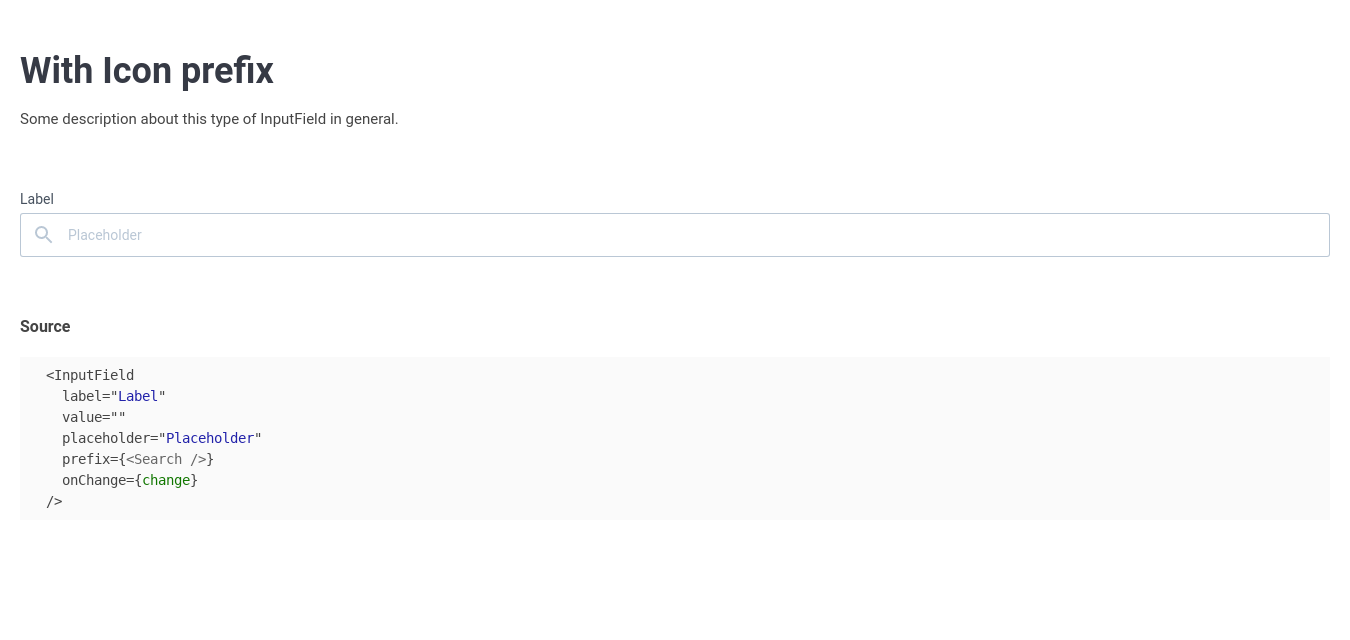 With Icon prefix
Some description about this type of InputField in general.
Label
Placeholder
Source
<InputField
  label="Label"
  value=""
  placeholder="Placeholder"
  prefix={<Search />}
  onChange={change}
/>